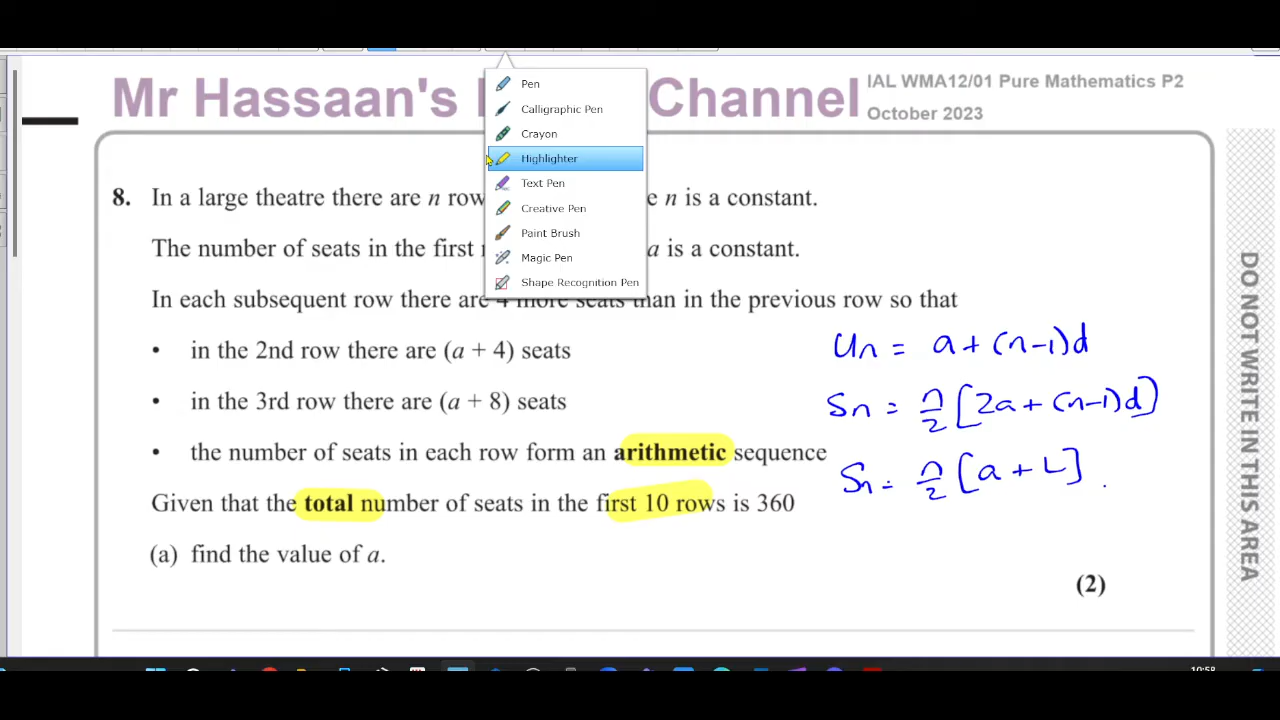 Mr Hassaan's Channel
IAL WMA12/01 Pure Mathematics P2
October 2023
Pen
Calligraphic Pen
Crayon
Highlighter
Text Pen
Creative Pen
Paint Brush
Magic Pen
Shape Recognition Pen
8. In a large theatre there are n n is a constant.
The number of seats in the first a is a constant.
In each subsequent row there are 4 more seats than in the previous row so that
• in the 2nd row there are (a + 4) seats
• in the 3rd row there are (a + 8) seats
• the number of seats in each row form an arithmetic sequence
Given that the total number of seats in the first 10 rows is 360
(a) find the value of a.
(2)
Un = a + (n-1)d
Sn = n/2 [2a + (n-1)d]
Sn = n/2 [a + L]
DO NOT WRITE IN THIS AREA
10:58